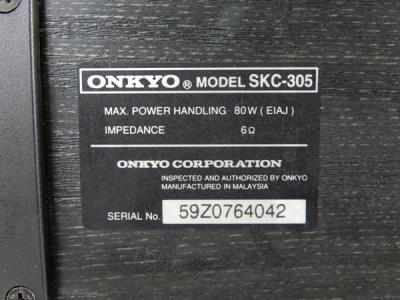 ONKYO® MODEL SKC-305
MAX. POWER HANDLING 80W (EIAJ)
IMPEDANCE 6Ω
ONKYO CORPORATION
INSPECTED AND AUTHORIZED BY ONKYO
MANUFACTURED IN MALAYSIA
SERIAL No. 59Z0764042